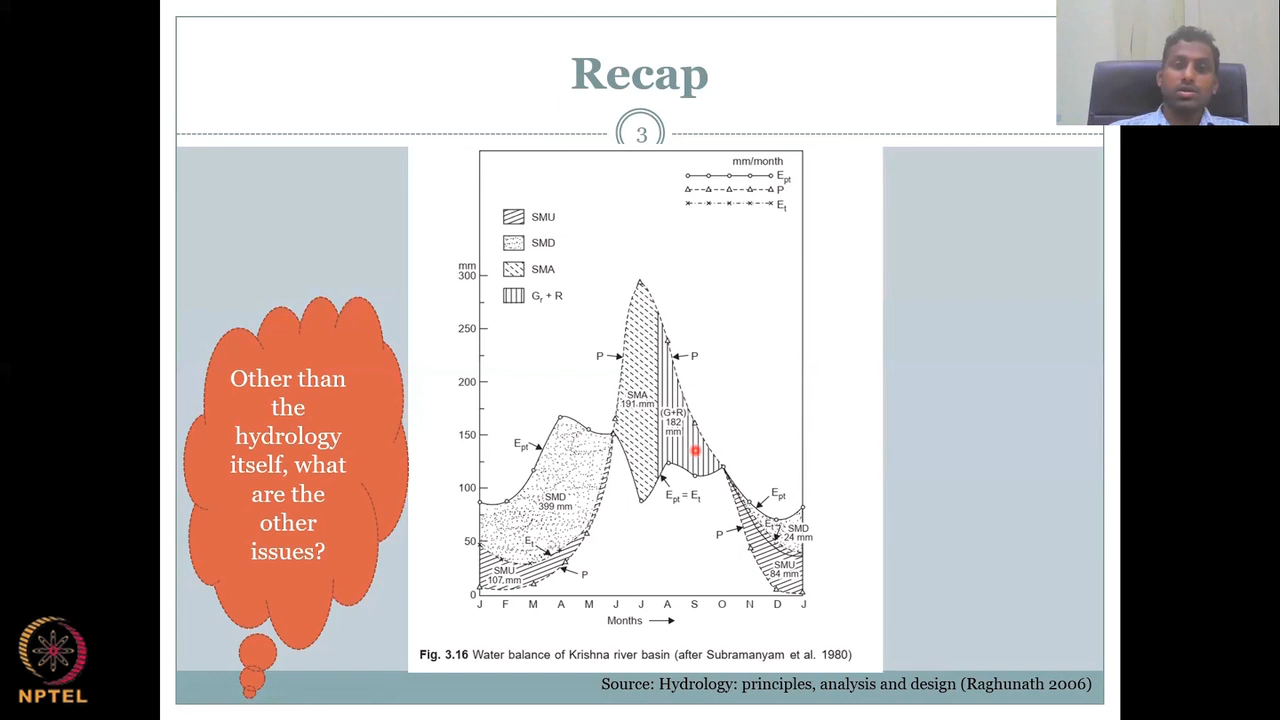 Recap
3
mm/month
Ept
P
Et
SMU
SMD
SMA
Gr + R
mm
300
250
200
150
100
50
0
P
P
SMA
191 mm
(G+R)
182
mm
Ept
SMD
399 mm
Ept = Et
Ept
Et
P
SMD
24 mm
Et
SMU
107 mm
P
SMU
84 mm
J F M A M J J A S O N D J
Months
Other than
the
hydrology
itself, what
are the
other
issues?
Fig. 3.16 Water balance of Krishna river basin (after Subramanyam et al. 1980)
Source: Hydrology: principles, analysis and design (Raghunath 2006)
NPTEL